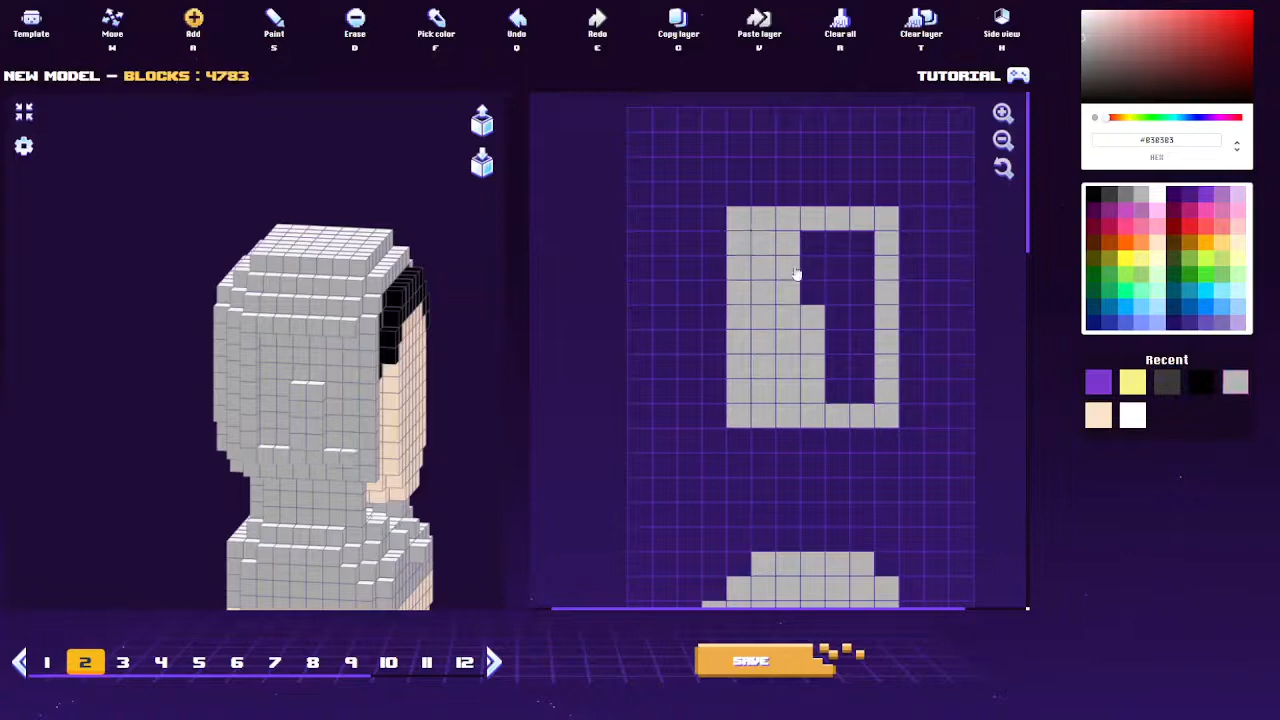 Template Move Add Paint Erase Pick color Undo Redo Copy layer Paste layer Clear all Clear layer Side view
W A S D F Q E C V R T H
NEW MODEL – BLOCKS : 4783
TUTORIAL
#030303
HEX
Recent
1 2 3 4 5 6 7 8 9 10 11 12
SAVE